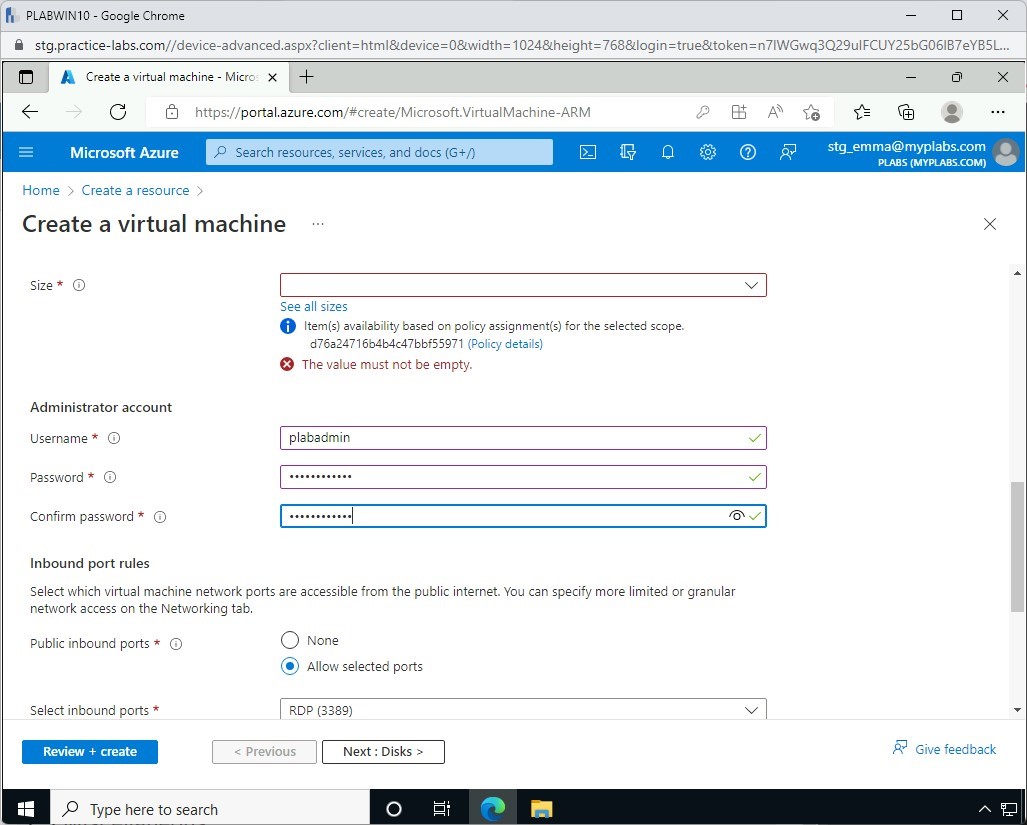 PLABWIN10 - Google Chrome
stg.practice-labs.com//device-advanced.aspx?client=html&device=0&width=1024&height=768&login=true&token=n7IWGwq3Q29uIFCUY25bG06IB7eYB5L...
Create a virtual machine - Micro
https://portal.azure.com/#create/Microsoft.VirtualMachine-ARM
Microsoft Azure
Search resources, services, and docs (G+/)
stg_emma@myplabs.com
PLABS (MYPLABS.COM)
Home > Create a resource >
Create a virtual machine ...
Size *
See all sizes
Item(s) availability based on policy assignment(s) for the selected scope.
d76a24716b4b4c47bbf55971 (Policy details)
The value must not be empty.
Administrator account
Username * plabadmin
Password * ••••••••••••
Confirm password * ••••••••••••
Inbound port rules
Select which virtual machine network ports are accessible from the public internet. You can specify more limited or granular
network access on the Networking tab.
Public inbound ports * None
Allow selected ports
Select inbound ports * RDP (3389)
Review + create < Previous Next : Disks > Give feedback
Type here to search